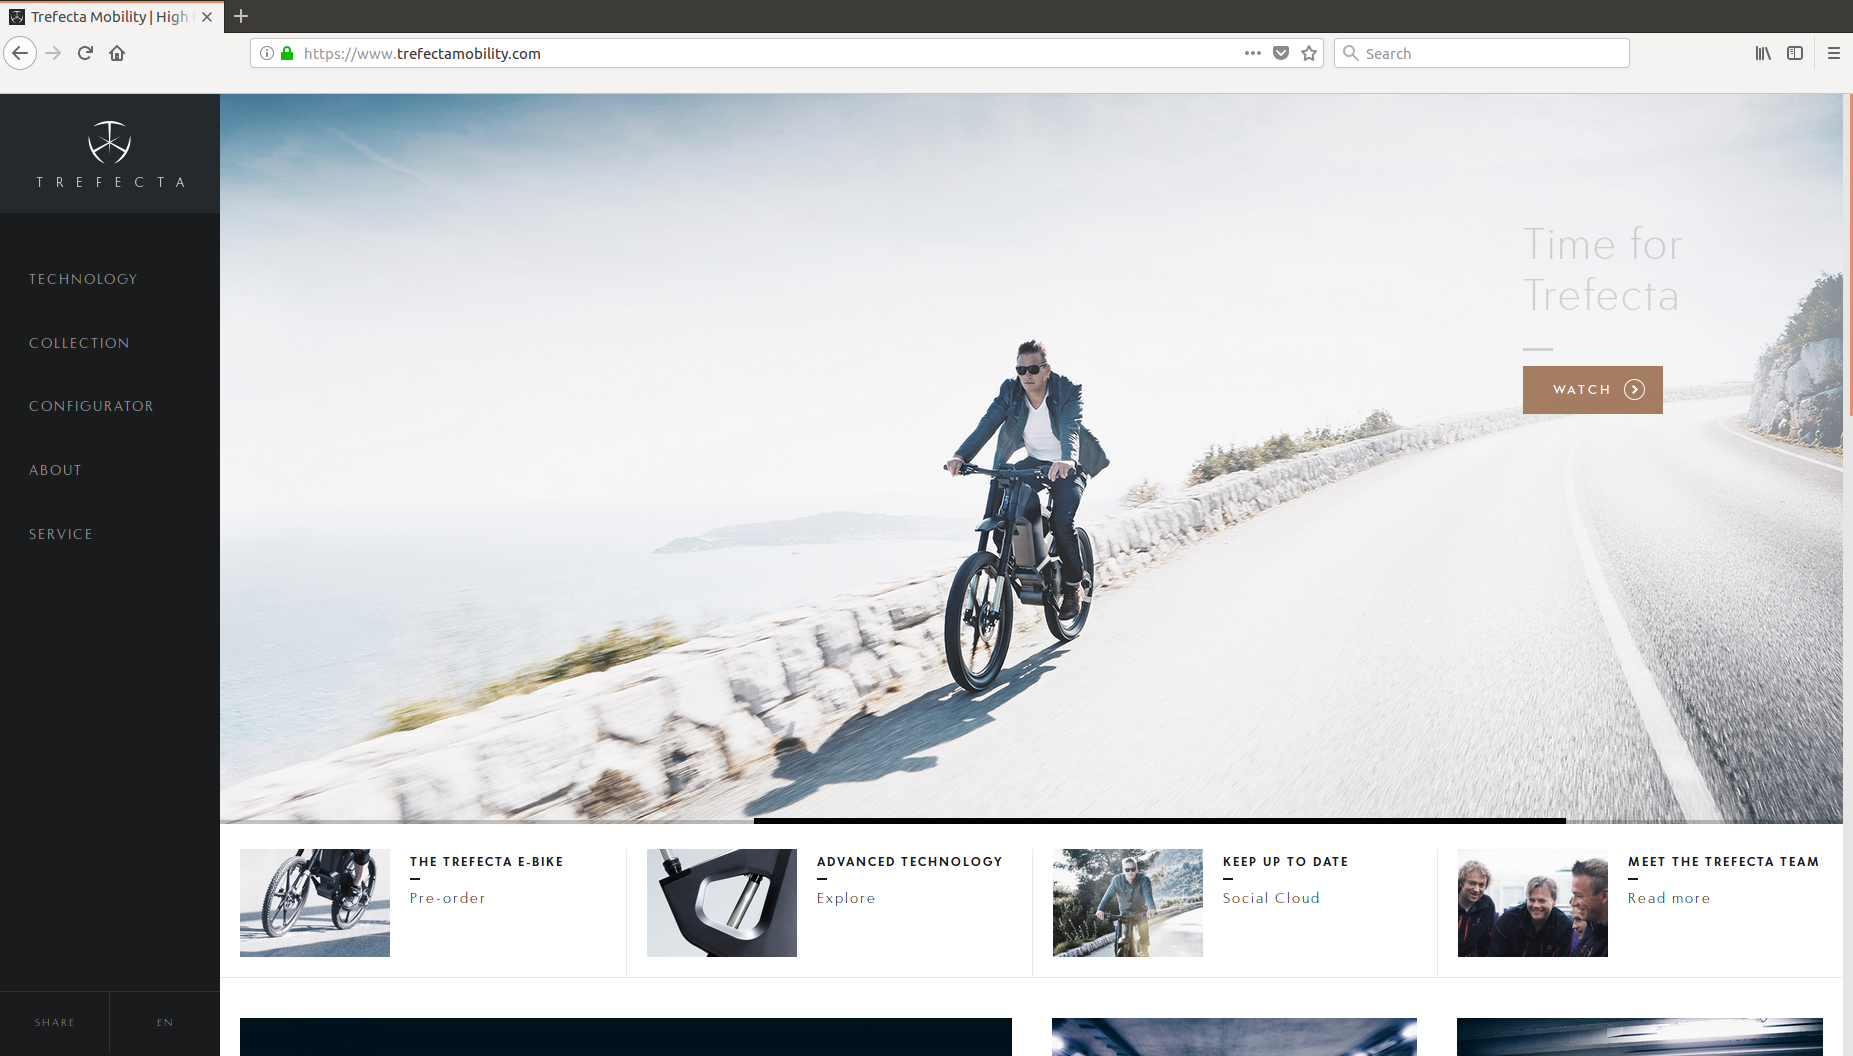 Trefecta Mobility | High
https://www.trefectamobility.com
Search
TREFECTA
TECHNOLOGY
COLLECTION
CONFIGURATOR
ABOUT
SERVICE
SHARE
EN
Time for
Trefecta
WATCH
THE TREFECTA E-BIKE
Pre-order
ADVANCED TECHNOLOGY
Explore
KEEP UP TO DATE
Social Cloud
MEET THE TREFECTA TEAM
Read more